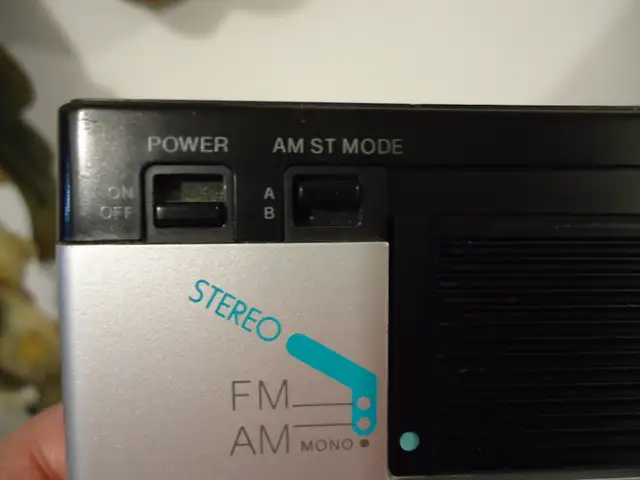 POWER
AM ST MODE
ON
OFF
A
B
STEREO
FM
AM MONO